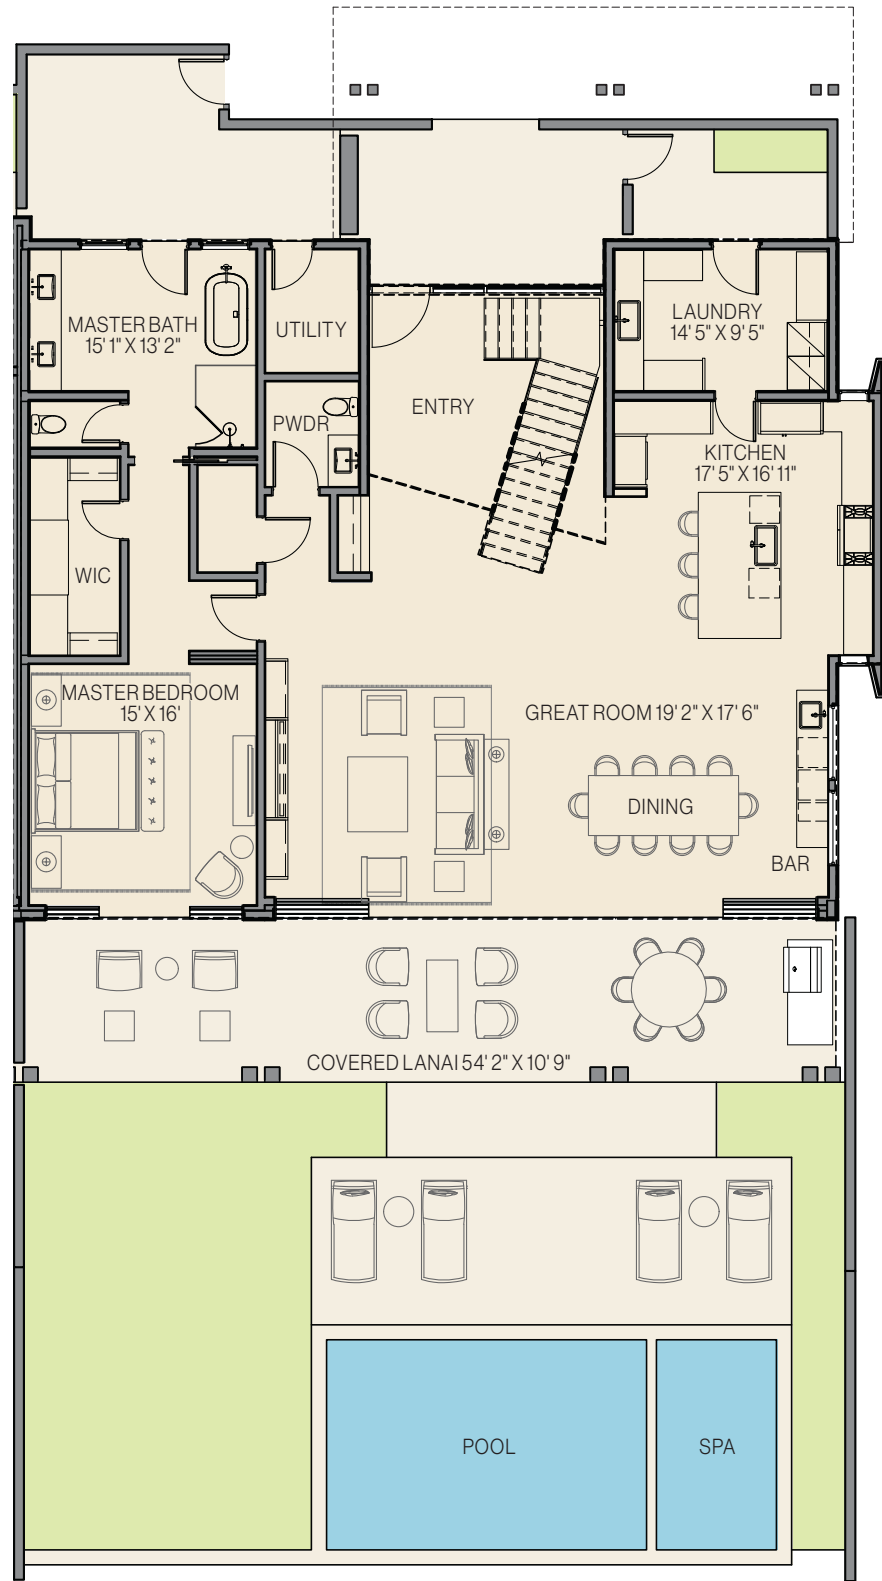 MASTER BATH
15' 1" X 13' 2"
UTILITY
LAUNDRY
14' 5" X 9' 5"
PWDR
ENTRY
KITCHEN
17' 5" X 16' 11"
WIC
MASTER BEDROOM
15' X 16'
GREAT ROOM 19' 2" X 17' 6"
DINING
BAR
COVERED LANAI 54' 2" X 10' 9"
POOL
SPA